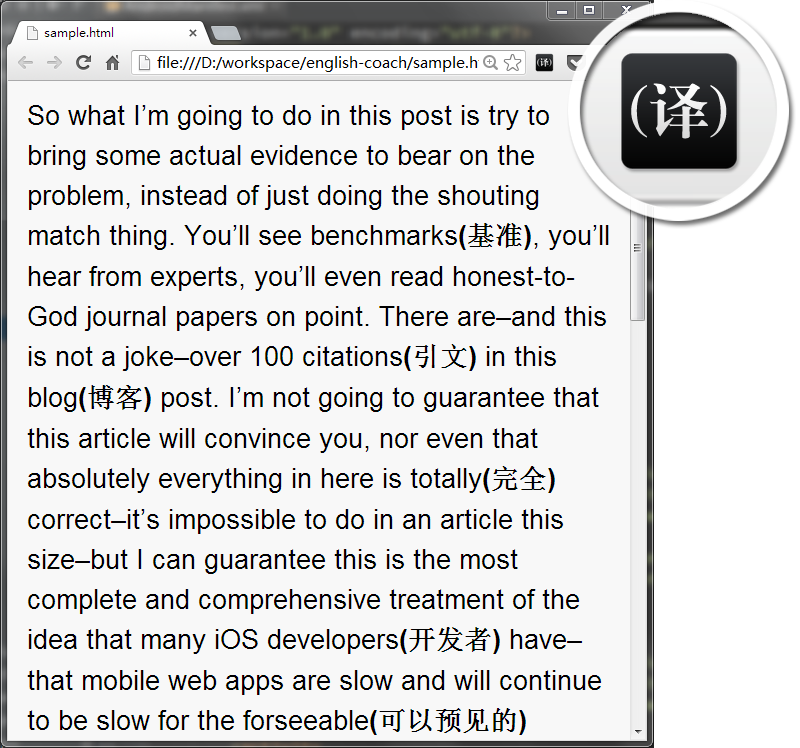 sample.html
file:///D:/workspace/english-coach/sample.h
(译)
(译)
So what I’m going to do in this post is try to
bring some actual evidence to bear on the
problem, instead of just doing the shouting
match thing. You’ll see benchmarks(基准), you’ll
hear from experts, you’ll even read honest-to-
God journal papers on point. There are–and this
is not a joke–over 100 citations(引文) in this
blog(博客) post. I’m not going to guarantee that
this article will convince you, nor even that
absolutely everything in here is totally(完全)
correct–it’s impossible to do in an article this
size–but I can guarantee this is the most
complete and comprehensive treatment of the
idea that many iOS developers(开发者) have–
that mobile web apps are slow and will continue
to be slow for the forseeable(可以预见的)